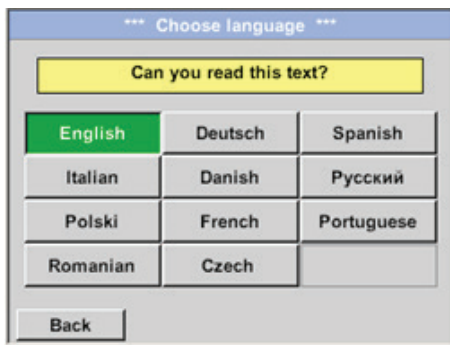 *** Choose language ***
Can you read this text?
English Deutsch Spanish
Italian Danish Русский
Polski French Portuguese
Romanian Czech
Back